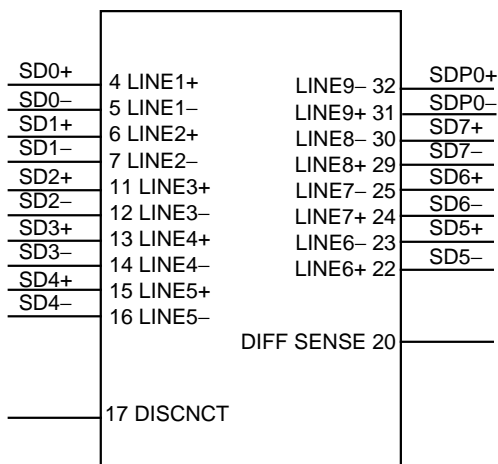 SD0+
4 LINE1+
SD0−
5 LINE1−
SD1+
6 LINE2+
SD1−
7 LINE2−
SD2+
11 LINE3+
SD2−
12 LINE3−
SD3+
13 LINE4+
SD3−
14 LINE4−
SD4+
15 LINE5+
SD4−
16 LINE5−
17 DISCNCT
LINE9− 32
SDP0+
LINE9+ 31
SDP0−
LINE8− 30
SD7+
LINE8+ 29
SD7−
LINE7− 25
SD6+
LINE7+ 24
SD6−
LINE6− 23
SD5+
LINE6+ 22
SD5−
DIFF SENSE 20